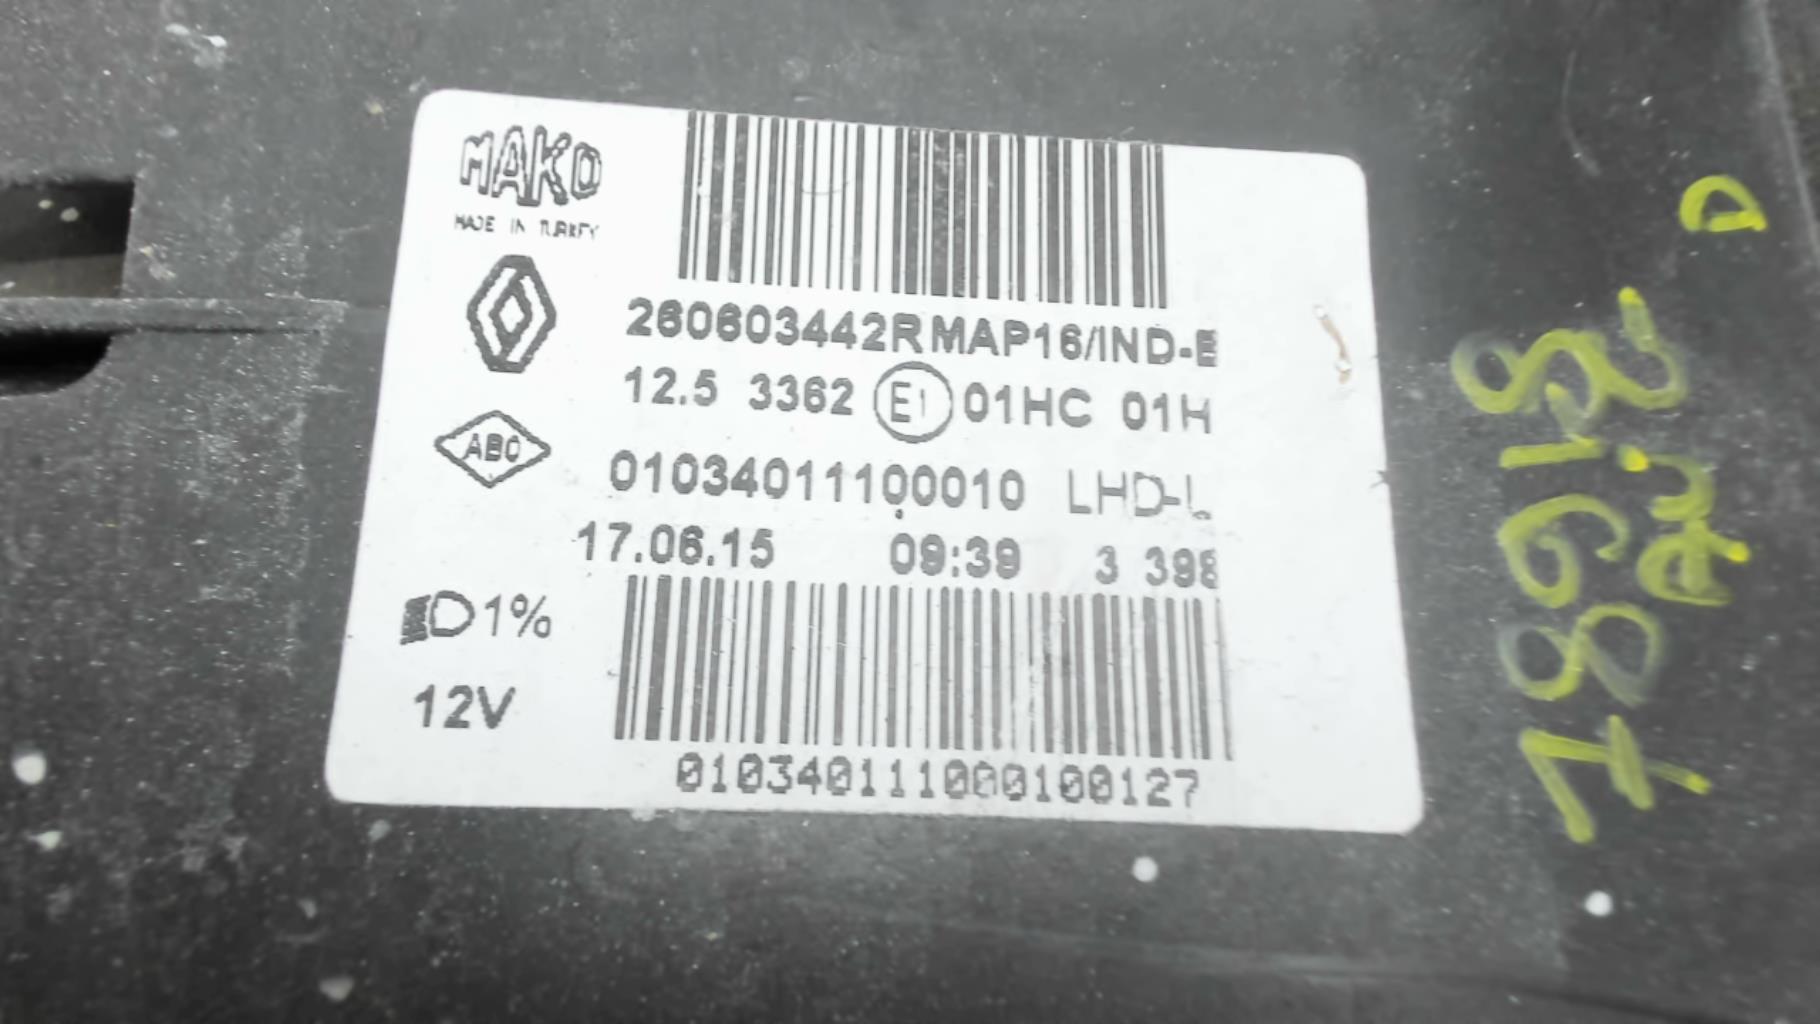 MAKO
MADE IN TURKEY
260603442R MAP16/IND-E
12.5 3362 E1 01HC 01H
ABO
01034011100010 LHD-L
17.06.15 09:39 3 398
1%
12V
010340111000100127
D